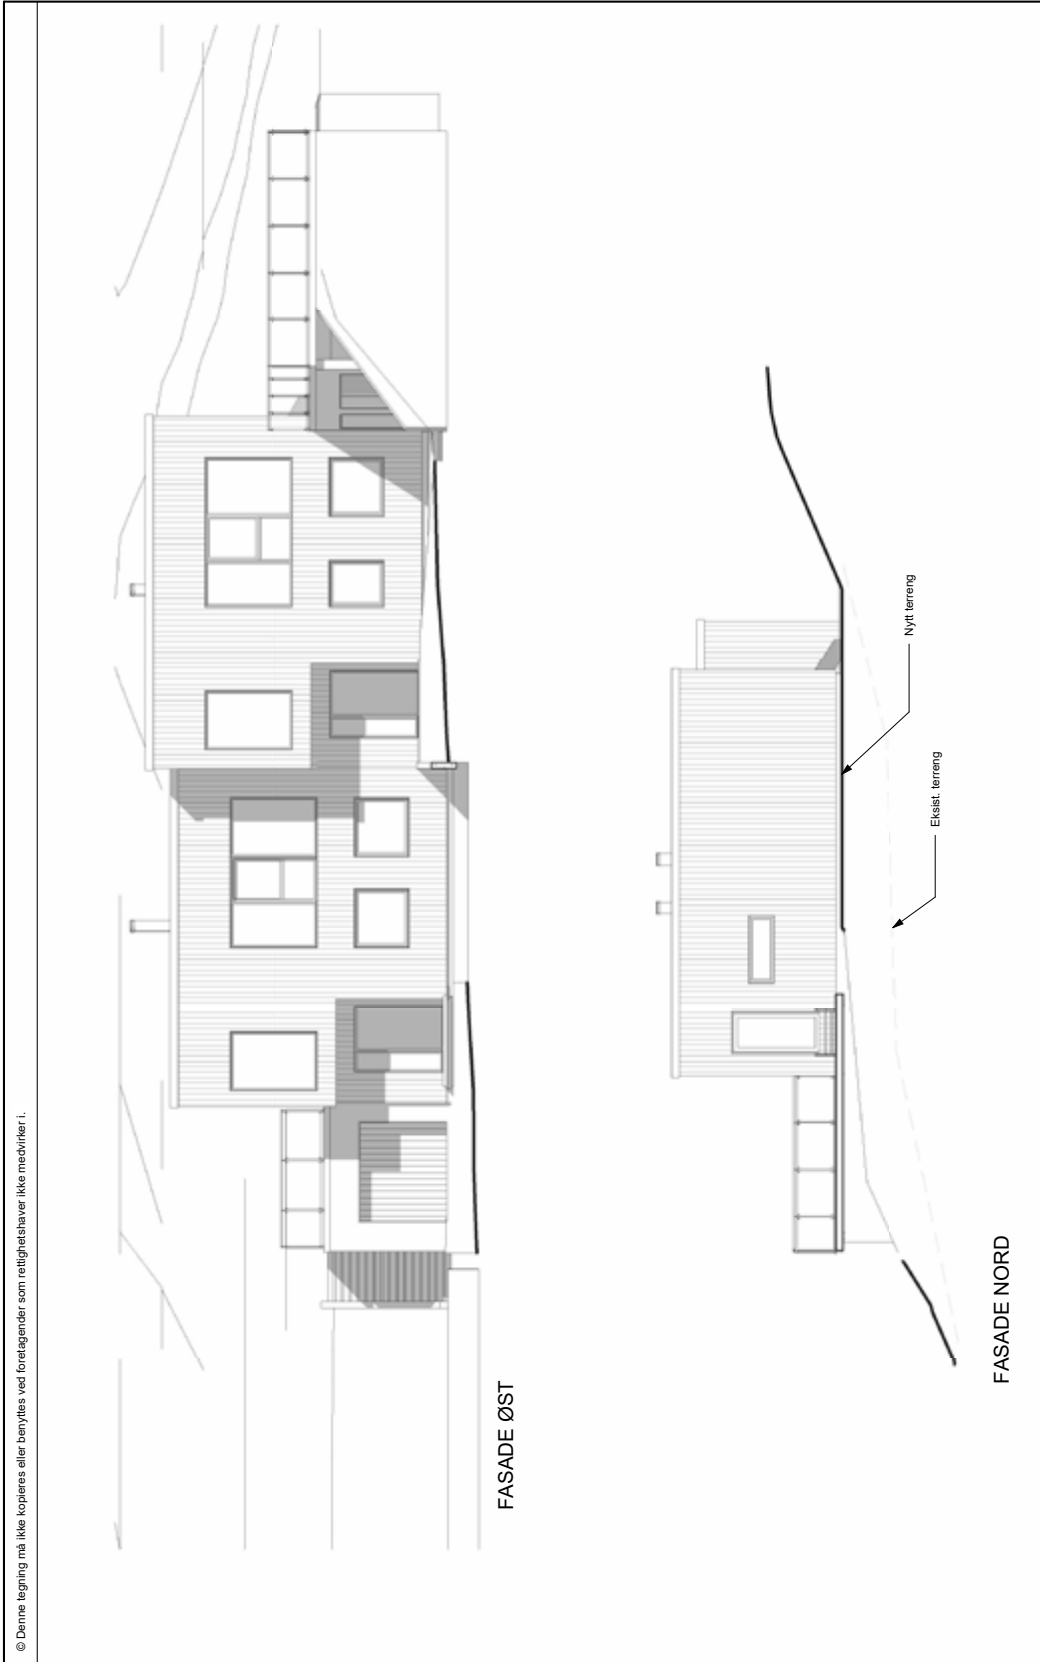 © Denne tegning må ikke kopieres eller benyttes ved foretagender som rettighetshaver ikke medvirker i.
FASADE ØST
Nytt terreng
Eksist. terreng
FASADE NORD